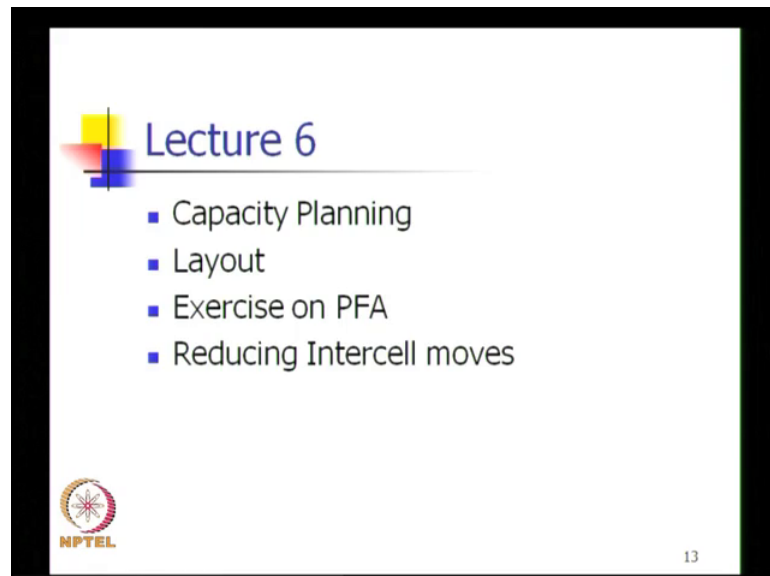 Lecture 6
Capacity Planning
Layout
Exercise on PFA
Reducing Intercell moves
NPTEL
13